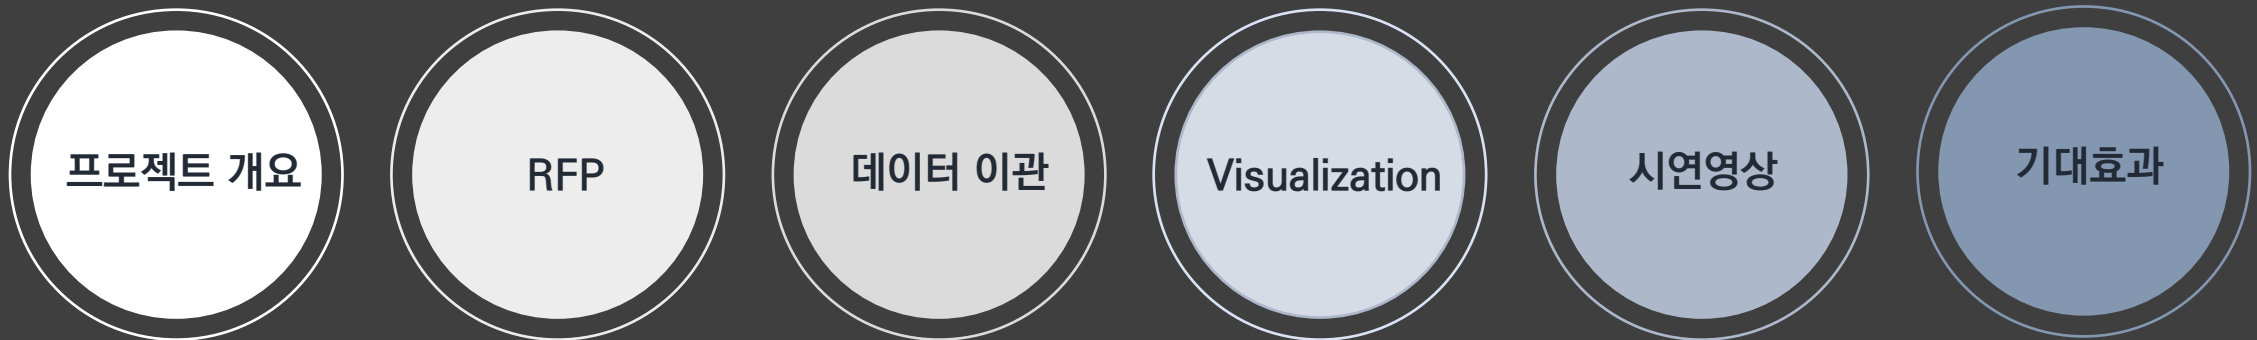 프로젝트 개요
RFP
데이터 이관
Visualization
시연영상
기대효과